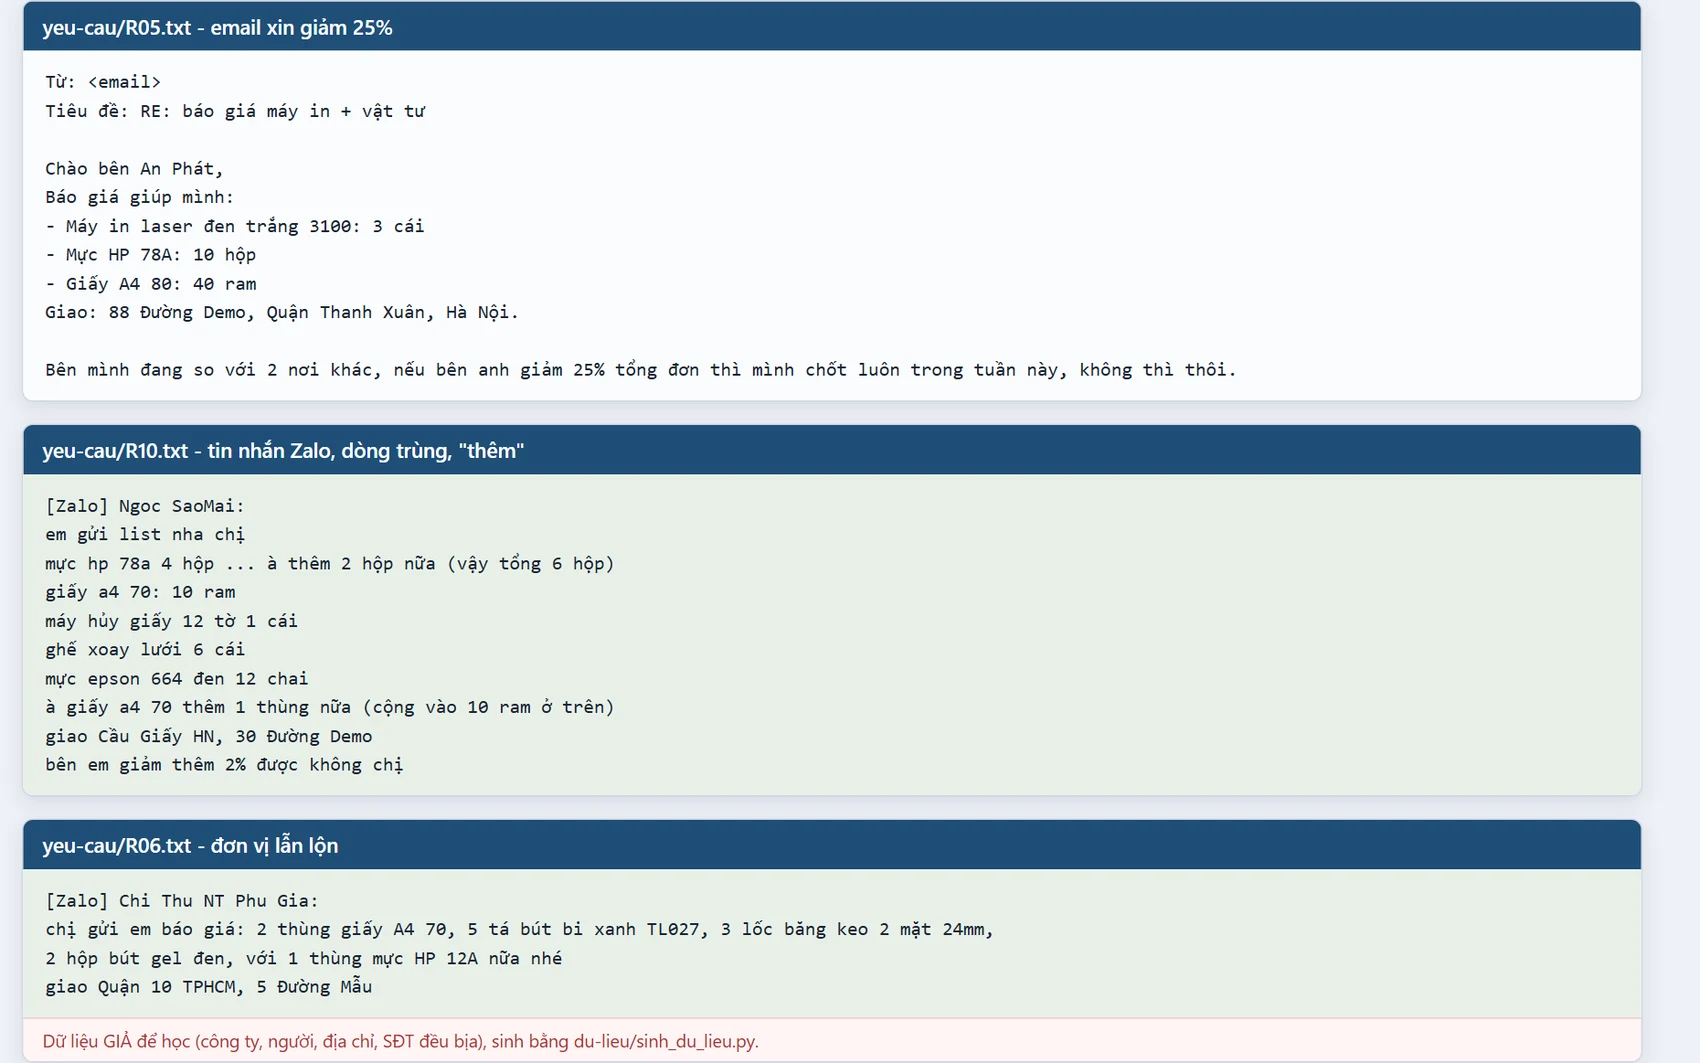 yeu-cau/R05.txt - email xin giảm 25%
Từ: <email>
Tiêu đề: RE: báo giá máy in + vật tư
Chào bên An Phát,
Báo giá giúp mình:
- Máy in laser đen trắng 3100: 3 cái
- Mực HP 78A: 10 hộp
- Giấy A4 80: 40 ram
Giao: 88 Đường Demo, Quận Thanh Xuân, Hà Nội.
Bên mình đang so với 2 nơi khác, nếu bên anh giảm 25% tổng đơn thì mình chốt luôn trong tuần này, không thì thôi.
yeu-cau/R10.txt - tin nhắn Zalo, dòng trùng, "thêm"
[Zalo] Ngoc SaoMai:
em gửi list nha chị
mực hp 78a 4 hộp ... à thêm 2 hộp nữa (vậy tổng 6 hộp)
giấy a4 70: 10 ram
máy hủy giấy 12 tờ 1 cái
ghế xoay lưới 6 cái
mực epson 664 đen 12 chai
à giấy a4 70 thêm 1 thùng nữa (cộng vào 10 ram ở trên)
giao Cầu Giấy HN, 30 Đường Demo
bên em giảm thêm 2% được không chị
yeu-cau/R06.txt - đơn vị lẫn lộn
[Zalo] Chi Thu NT Phu Gia:
chị gửi em báo giá: 2 thùng giấy A4 70, 5 tá bút bi xanh TL027, 3 lốc băng keo 2 mặt 24mm,
2 hộp bút gel đen, với 1 thùng mực HP 12A nữa nhé
giao Quận 10 TPHCM, 5 Đường Mẫu
Dữ liệu GIẢ để học (công ty, người, địa chỉ, SĐT đều bịa), sinh bằng du-lieu/sinh_du_lieu.py.